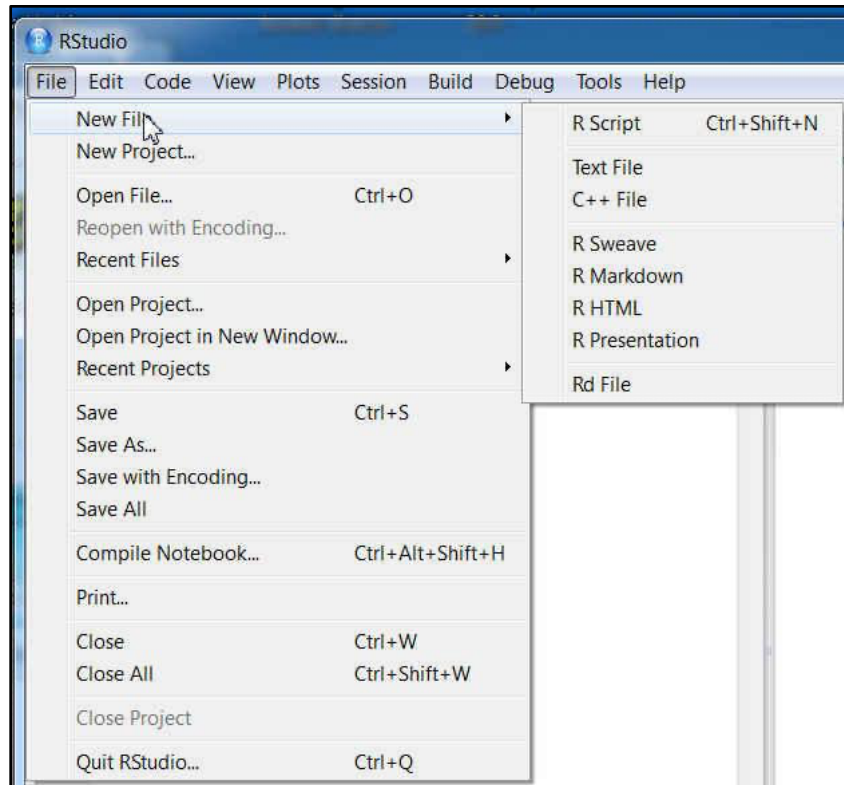 RStudio
File Edit Code View Plots Session Build Debug Tools Help
New File
New Project...
Open File... Ctrl+O
Reopen with Encoding...
Recent Files
Open Project...
Open Project in New Window...
Recent Projects
Save Ctrl+S
Save As...
Save with Encoding...
Save All
Compile Notebook... Ctrl+Alt+Shift+H
Print...
Close Ctrl+W
Close All Ctrl+Shift+W
Close Project
Quit RStudio... Ctrl+Q
R Script Ctrl+Shift+N
Text File
C++ File
R Sweave
R Markdown
R HTML
R Presentation
Rd File